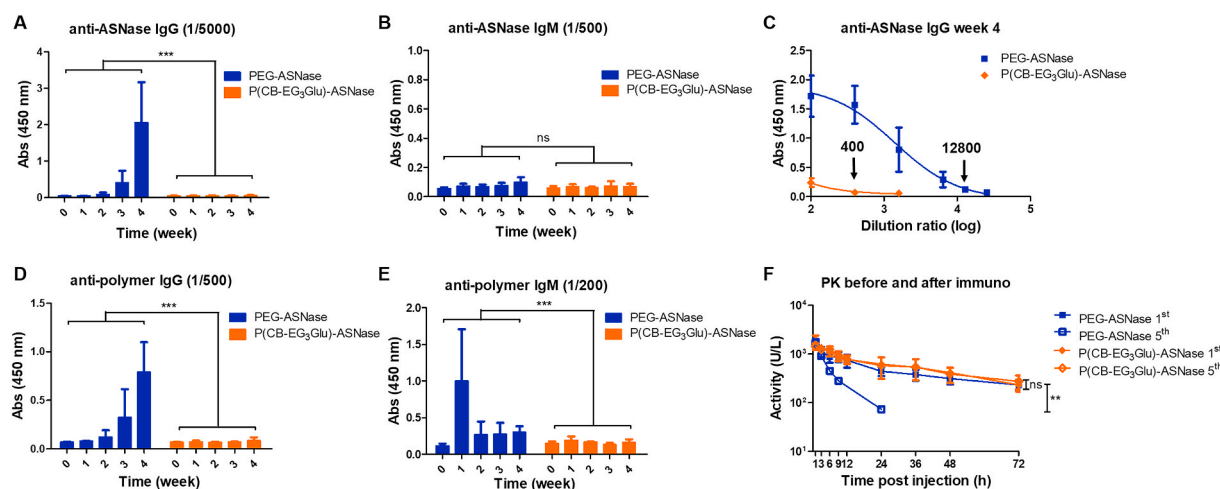 A
anti-ASNase IgG (1/5000)
Abs (450 nm)
4
3
2
1
0
***
PEG-ASNase
P(CB-EG₃Glu)-ASNase
0 1 2 3 4 0 1 2 3 4
Time (week)
B
anti-ASNase IgM (1/500)
Abs (450 nm)
1.0
0.8
0.6
0.4
0.2
0.0
PEG-ASNase
P(CB-EG₃Glu)-ASNase
ns
0 1 2 3 4 0 1 2 3 4
Time (week)
C
anti-ASNase IgG week 4
Abs (450 nm)
2.5
2.0
1.5
1.0
0.5
0.0
PEG-ASNase
P(CB-EG₃Glu)-ASNase
400
12800
2 3 4 5
Dilution ratio (log)
D
anti-polymer IgG (1/500)
Abs (450 nm)
1.5
1.0
0.5
0.0
***
PEG-ASNase
P(CB-EG₃Glu)-ASNase
0 1 2 3 4 0 1 2 3 4
Time (week)
E
anti-polymer IgM (1/200)
Abs (450 nm)
2.0
1.5
1.0
0.5
0.0
***
PEG-ASNase
P(CB-EG₃Glu)-ASNase
0 1 2 3 4 0 1 2 3 4
Time (week)
F
PK before and after immuno
Activity (U/L)
10⁴
10³
10²
10¹
PEG-ASNase 1ˢᵗ
PEG-ASNase 5ᵗʰ
P(CB-EG₃Glu)-ASNase 1ˢᵗ
P(CB-EG₃Glu)-ASNase 5ᵗʰ
ns
**
1 3 6 9 12 24 36 48 72
Time post injection (h)